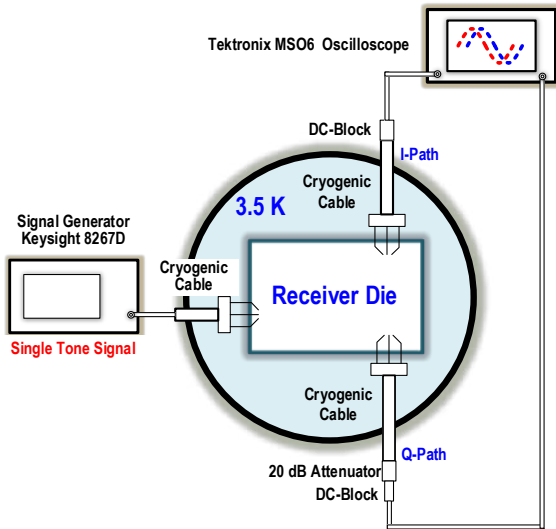 Tektronix MSO6 Oscilloscope
DC-Block
I-Path
Cryogenic
Cable
3.5 K
Signal Generator
Keysight 8267D
Cryogenic
Cable
Receiver Die
Single Tone Signal
Cryogenic
Cable
Q-Path
20 dB Attenuator
DC-Block